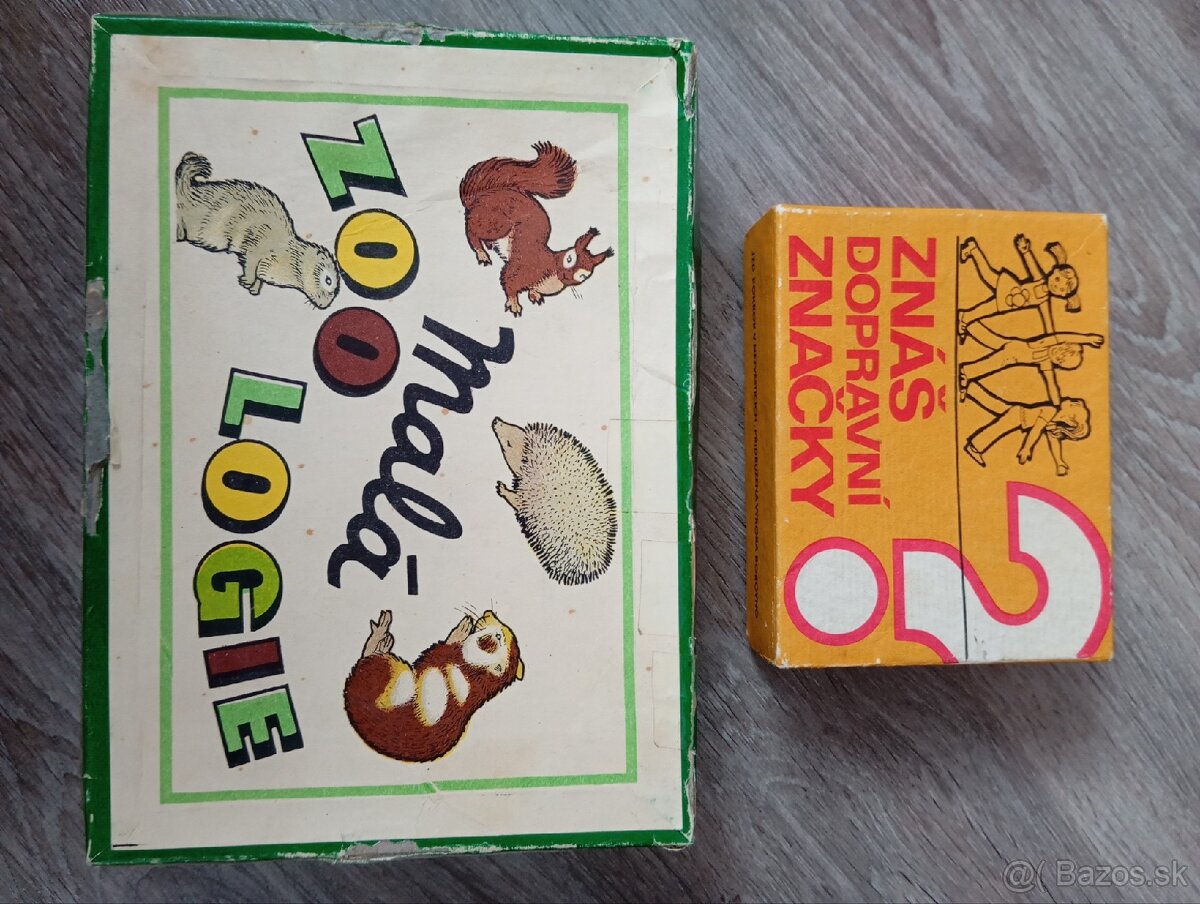 malá
ZOO LOGIE
ZNÁŠ
DOPRAVNÍ
ZNAČKY
?
@( Bazos.sk